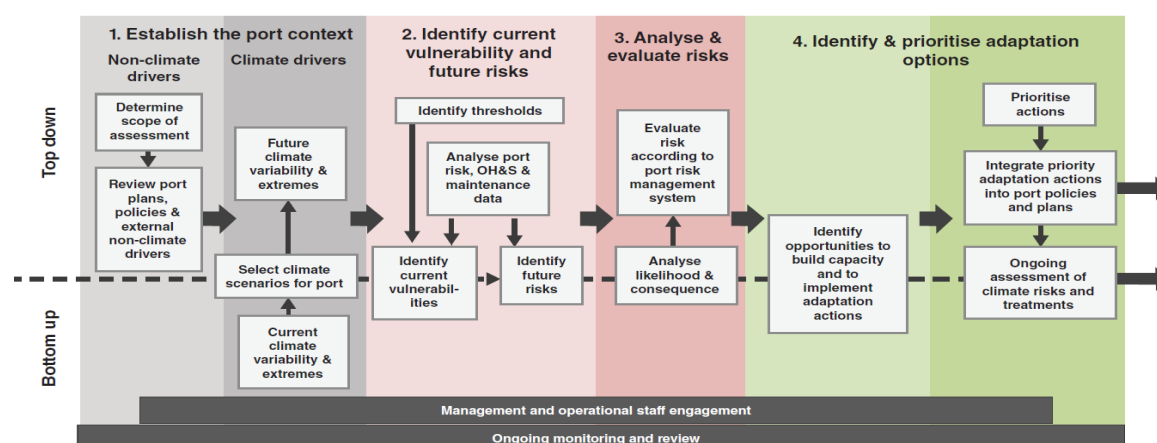 1. Establish the port context
Non-climate
drivers
Climate drivers
2. Identify current
vulnerability and
future risks
3. Analyse &
evaluate risks
4. Identify & prioritise adaptation
options
Top down
Bottom up
Determine
scope of
assessment
Review port
plans,
policies &
external
non-climate
drivers
Future
climate
variability &
extremes
Select climate
scenarios for port
Current
climate
variability &
extremes
Identify thresholds
Analyse port
risk, OH&S &
maintenance
data
Identify
current
vulnerabil-
ities
Identify
future
risks
Evaluate
risk
according to
port risk
management
system
Analyse
likelihood &
consequence
Identify
opportunities to
build capacity
and to
implement
adaptation
actions
Prioritise
actions
Integrate priority
adaptation actions
into port policies
and plans
Ongoing
assessment of
climate risks and
treatments
Management and operational staff engagement
Ongoing monitoring and review